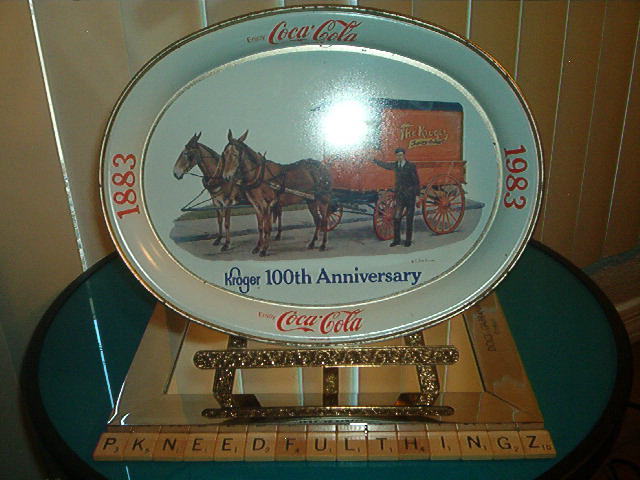 Enjoy Coca-Cola
1883
1983
The Kroger
Kroger 100th Anniversary
Enjoy Coca-Cola
PKNEEDFULTHINGZ